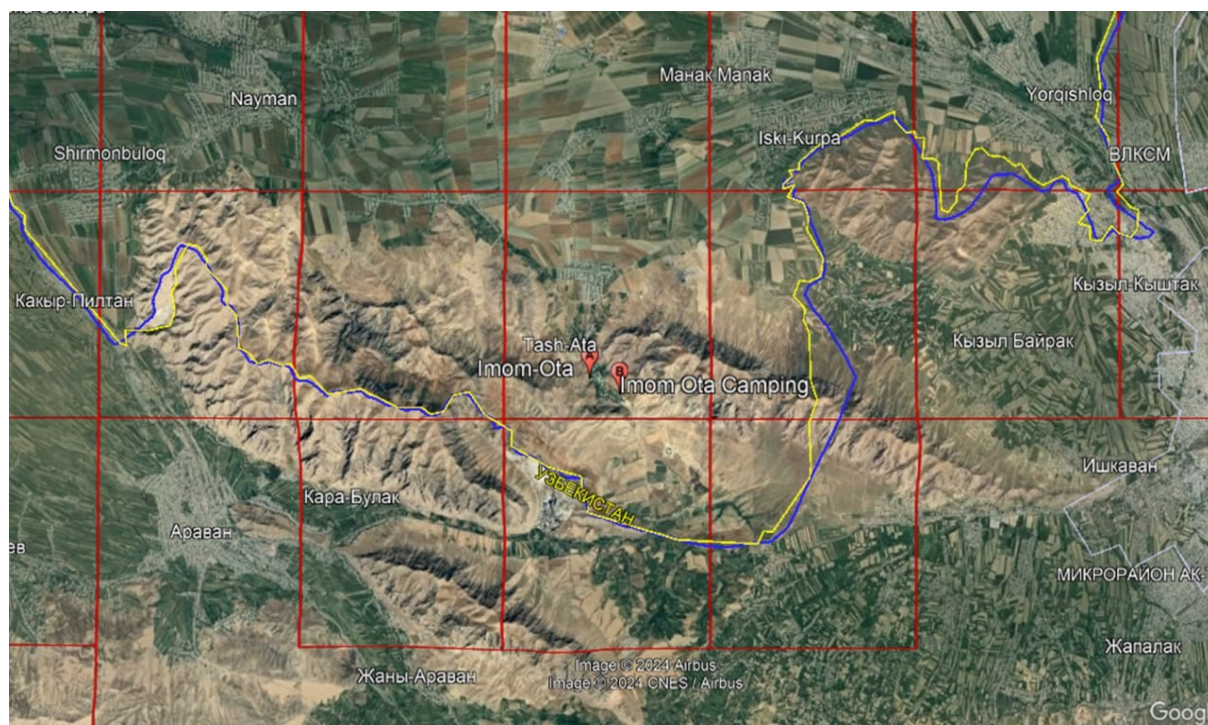 Манак Manak
Nayman
Yorqishloq
Iski-Kurpa
Shirmonbuloq
ВЛКСМ
Какыр-Пилтан
Кызыл-Кыштак
Tash-Ata
Кызыл Байрак
A
Imom-Ota
B
Imom Ota Camping
Ишкаван
УЗБЕКИСТАН
Кара-Булак
Араван
ев
МИКРОРАЙОН АК-
Жапалак
Image © 2024 Airbus
Жаны-Араван
Image © 2024 CNES / Airbus
Goog